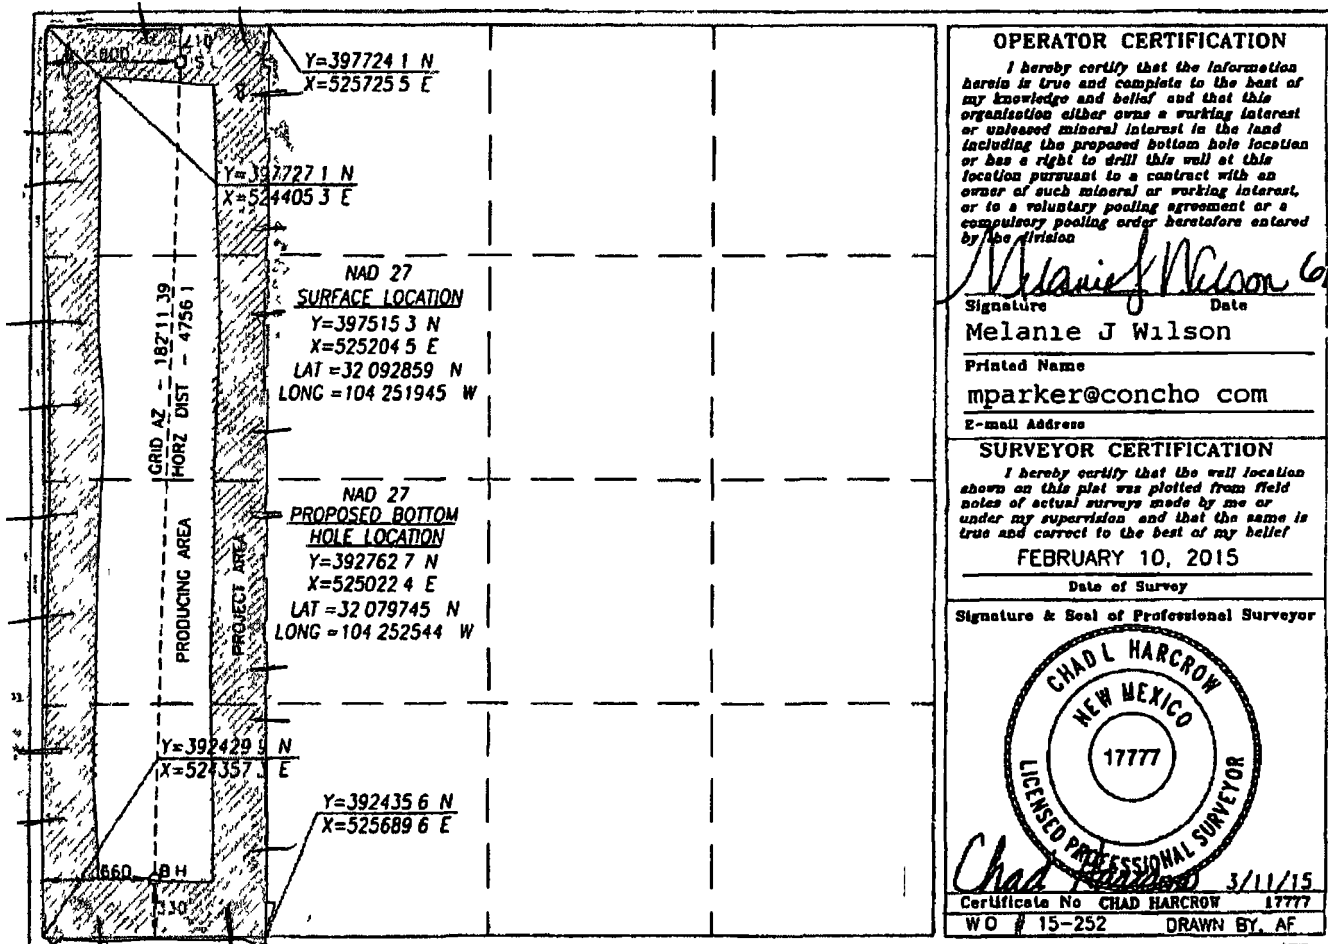 800
210
S L
Y=397724 1 N
X=525725 5 E
Y=397727 1 N
X=524405 3 E
NAD 27
SURFACE LOCATION
Y=397515 3 N
X=525204 5 E
LAT =32 092859 N
LONG =104 251945 W
GRID AZ - 182°11 39
HORZ DIST - 4756 1
NAD 27
PROPOSED BOTTOM
HOLE LOCATION
Y=392762 7 N
X=525022 4 E
LAT =32 079745 N
LONG =104 252544 W
PRODUCING AREA
PROJECT AREA
Y=392429 9 N
X=524357 3 E
Y=392435 6 N
X=525689 6 E
660
B H
330
OPERATOR CERTIFICATION
I hereby certify that the information
herein is true and complete to the best of
my knowledge and belief and that this
organisation either owns a working interest
or unleased mineral interest in the land
including the proposed bottom hole location
or has a right to drill this well at this
location pursuant to a contract with an
owner of such mineral or working interest,
or to a voluntary pooling agreement or a
compulsory pooling order heretofore entered
by the division
Melanie J Wilson 6/
Signature Date
Melanie J Wilson
Printed Name
mparker@concho com
E-mail Address
SURVEYOR CERTIFICATION
I hereby certify that the well location
shown on this plat was plotted from field
notes of actual surveys made by me or
under my supervision and that the same is
true and correct to the best of my belief
FEBRUARY 10, 2015
Date of Survey
Signature & Seal of Professional Surveyor
CHAD L HARCROW
NEW MEXICO
17777
LICENSED PROFESSIONAL SURVEYOR
Chad Harcrow 3/11/15
Certificate No CHAD HARCROW 17777
W O # 15-252 DRAWN BY, AF